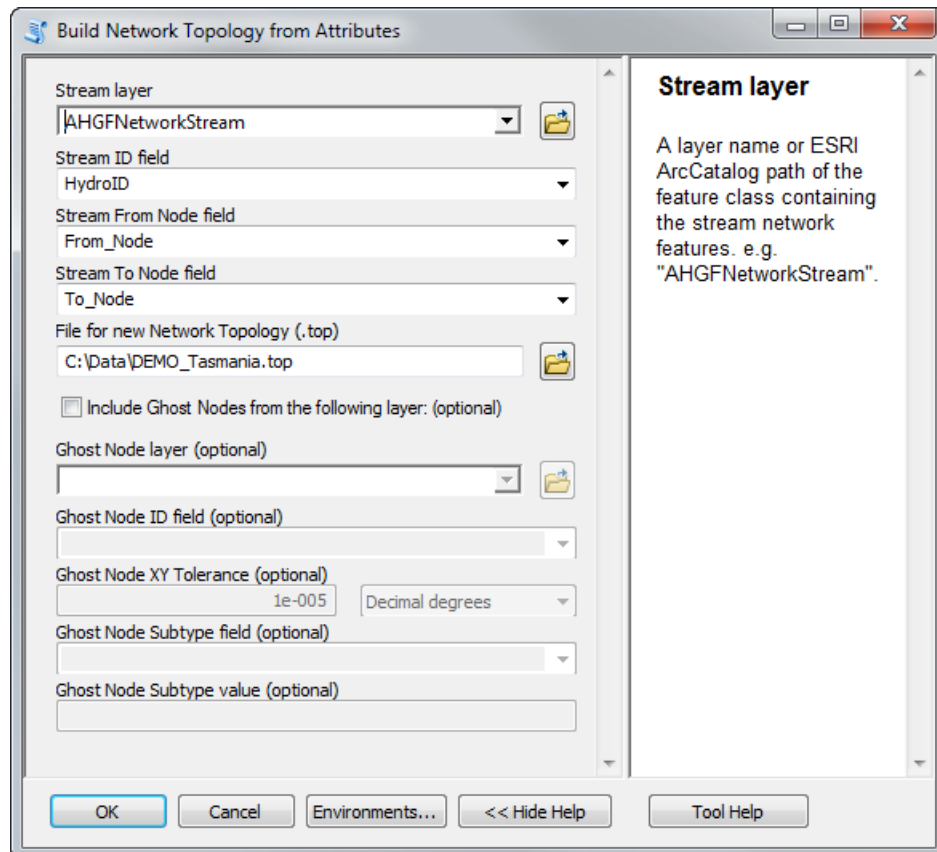 Build Network Topology from Attributes
Stream layer
AHGFNetworkStream
Stream ID field
HydroID
Stream From Node field
From_Node
Stream To Node field
To_Node
File for new Network Topology (.top)
C:\Data\DEMO_Tasmania.top
Include Ghost Nodes from the following layer: (optional)
Ghost Node layer (optional)
Ghost Node ID field (optional)
Ghost Node XY Tolerance (optional)
1e-005 Decimal degrees
Ghost Node Subtype field (optional)
Ghost Node Subtype value (optional)
Stream layer
A layer name or ESRI
ArcCatalog path of the
feature class containing
the stream network
features. e.g.
"AHGFNetworkStream".
OK Cancel Environments... << Hide Help Tool Help